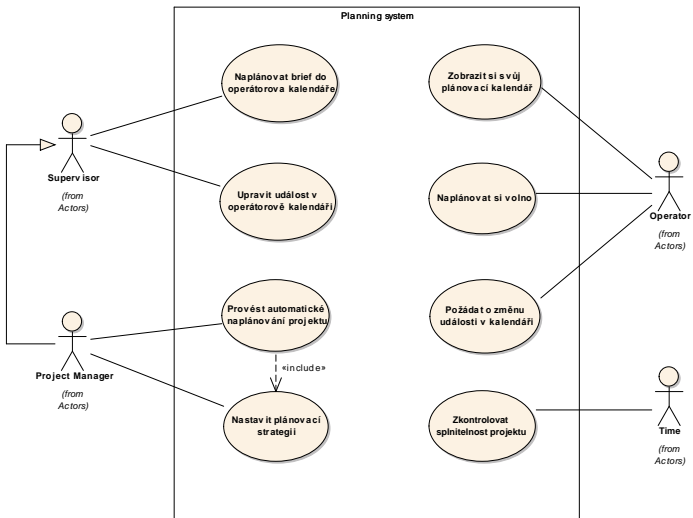 Planning system
Naplánovat brief do
operátorova kalendáře
Zobrazit si svůj
plánovací kalendář
Supervisor
(from
Actors)
Upravit událost v
operátorově kalendáři
Naplánovat si volno
Operator
(from
Actors)
Provést automatické
naplánování projektu
Požádat o změnu
události v kalendáři
«include»
Project Manager
(from
Actors)
Nastavit plánovací
strategii
Zkontrolovat
splnitelnost projektu
Time
(from
Actors)